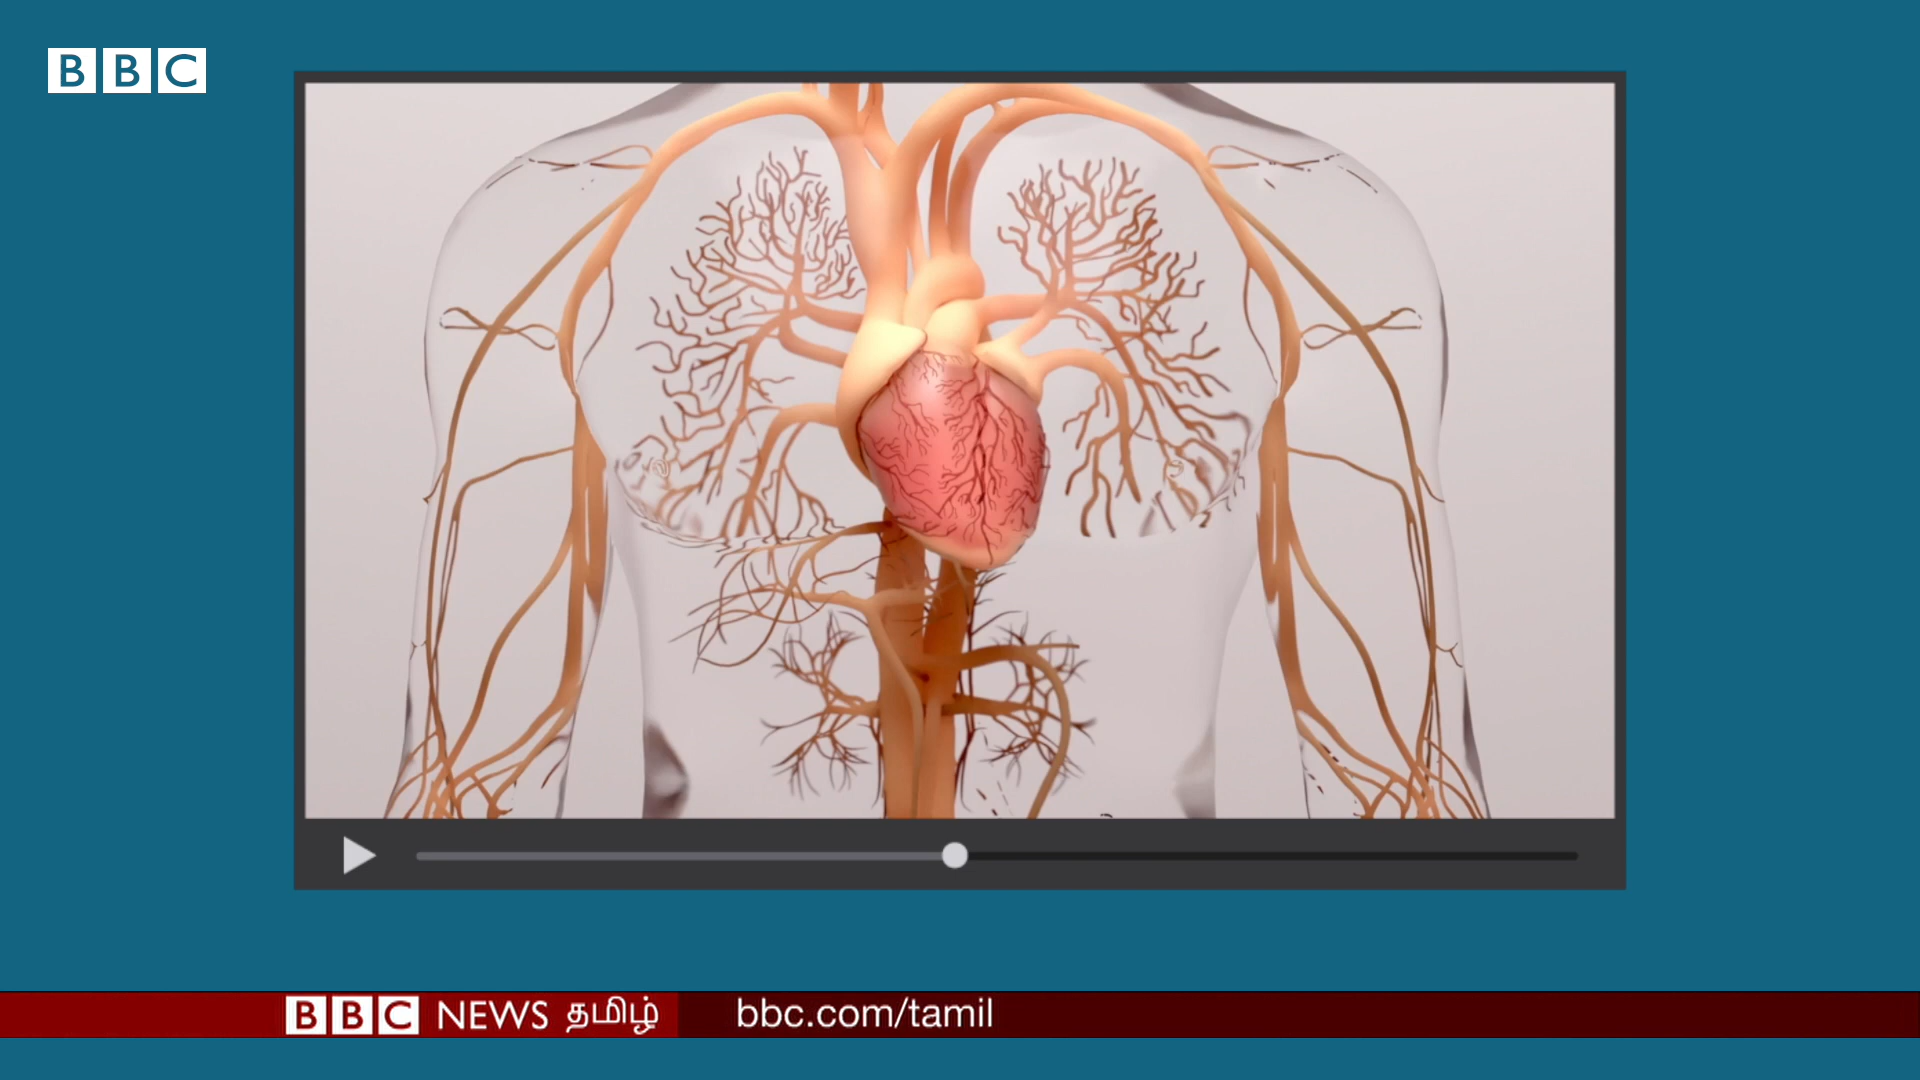 BBC
BBC NEWS தமிழ்
bbc.com/tamil